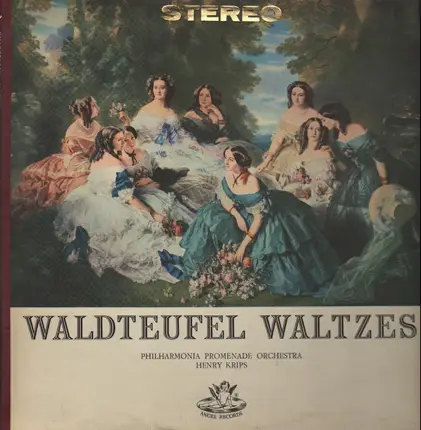 STEREO
WALDTEUFEL WALTZES
PHILHARMONIA PROMENADE ORCHESTRA
HENRY KRIPS
ANGEL RECORDS